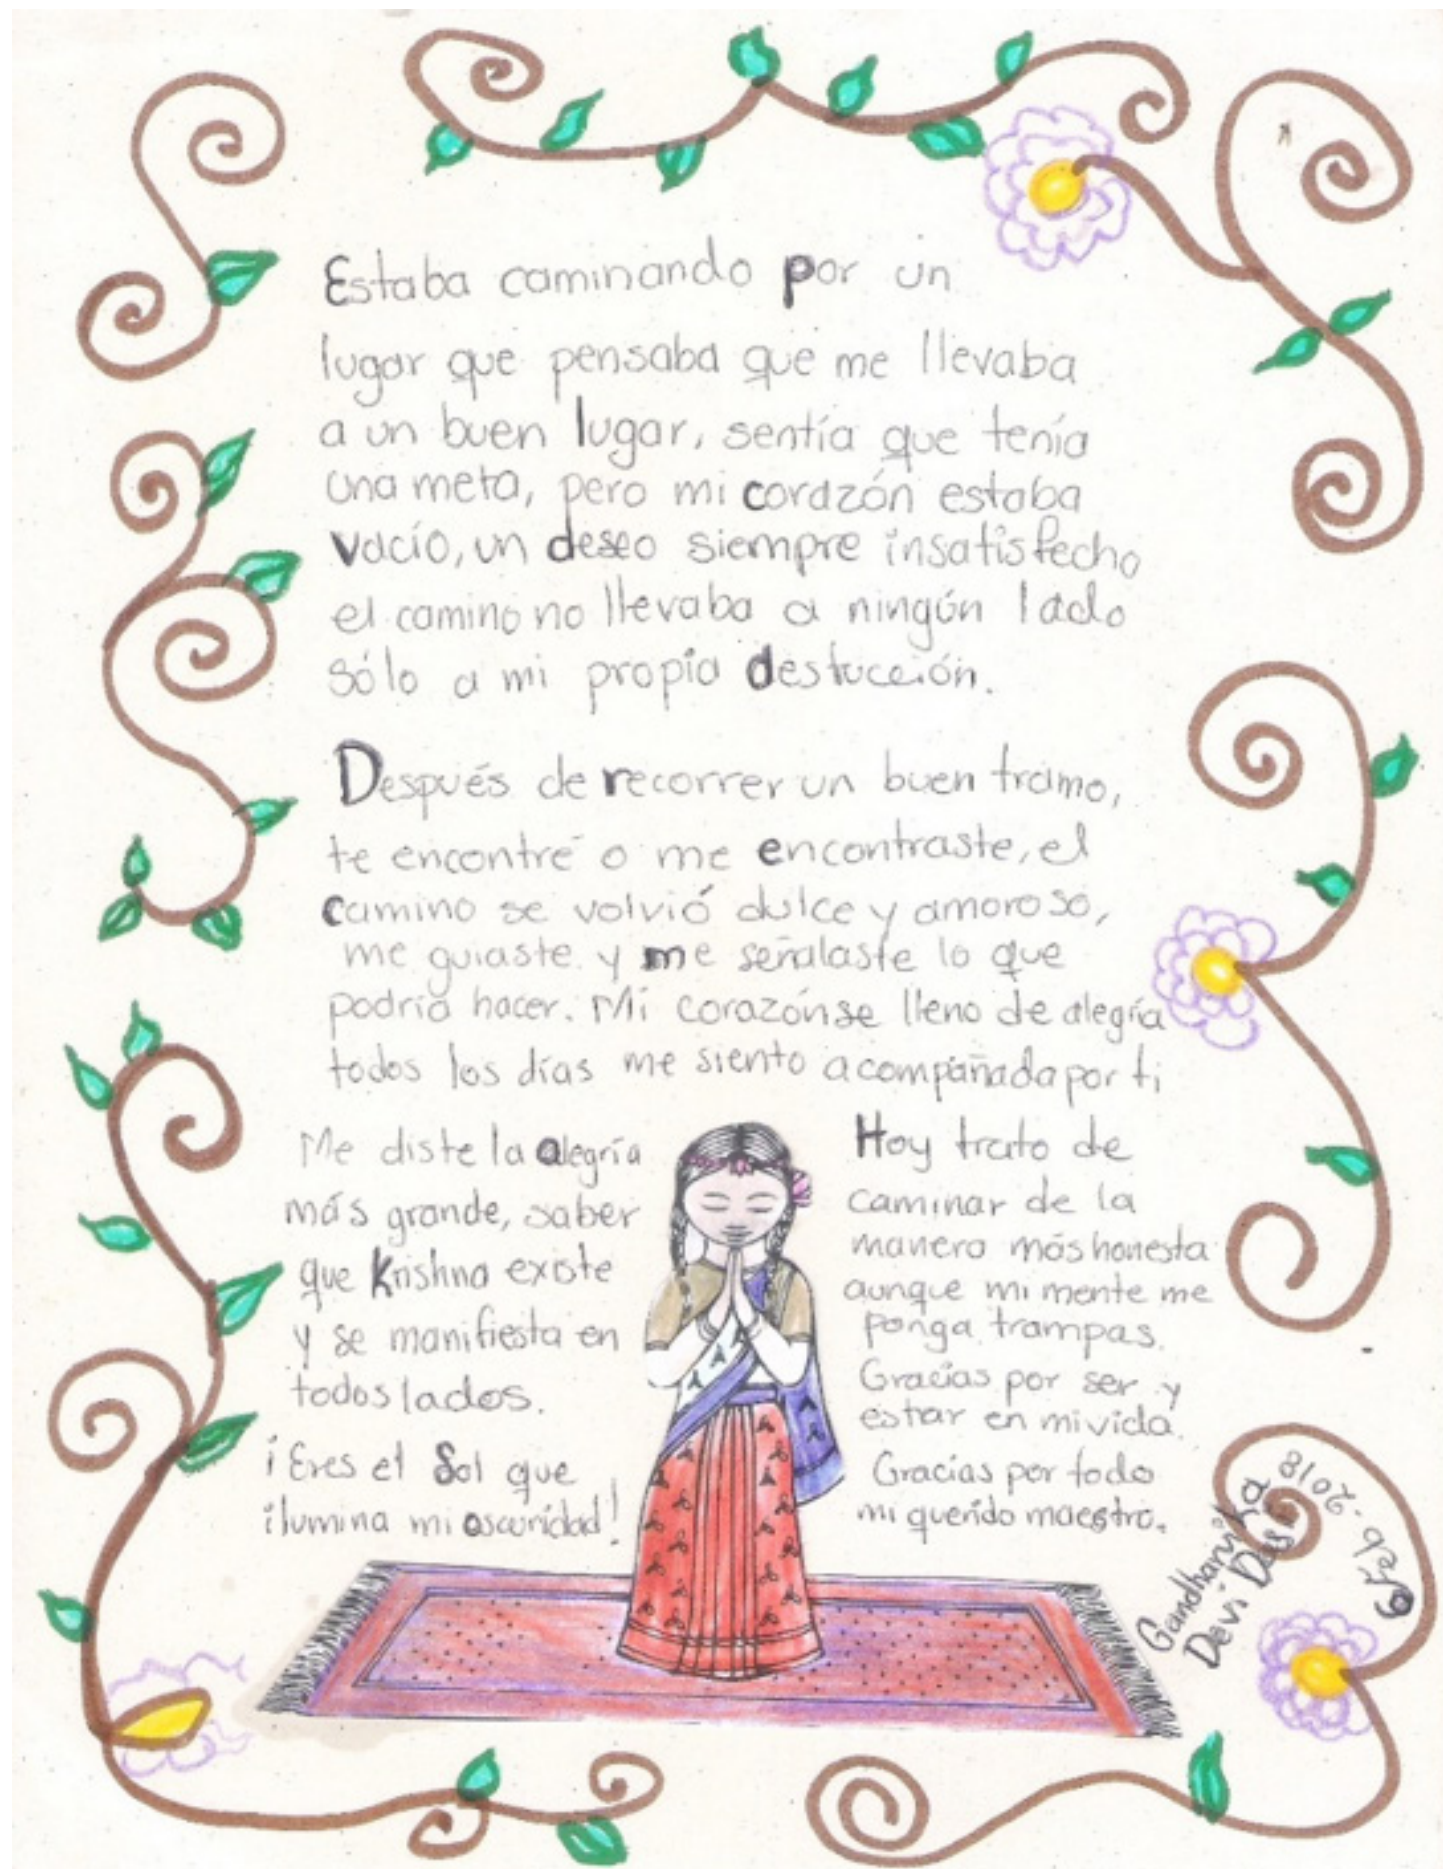 Estaba caminando por un
lugar que pensaba que me llevaba
a un buen lugar, sentía que tenía
una meta, pero mi corazón estaba
vacío, un deseo siempre insatisfecho
el camino no llevaba a ningún lado
sólo a mi propia destucción.
Después de recorrer un buen tramo,
te encontré o me encontraste, el
camino se volvió dulce y amoroso,
me guiaste y me señalaste lo que
podría hacer. Mi corazón se lleno de alegría
todos los días me siento acompañada por ti
Me diste la alegría
más grande, saber
que Krishna existe
y se manifiesta en
todos lados.
¡Eres el Sol que
ilumina mi oscuridad!
Hoy trato de
caminar de la
manera más honesta
aunque mi mente me
ponga trampas.
Gracias por ser y
estar en mi vida.
Gracias por todo
mi querido maestro.
Gandharvika
Devi Dasi
6 feb. 2018